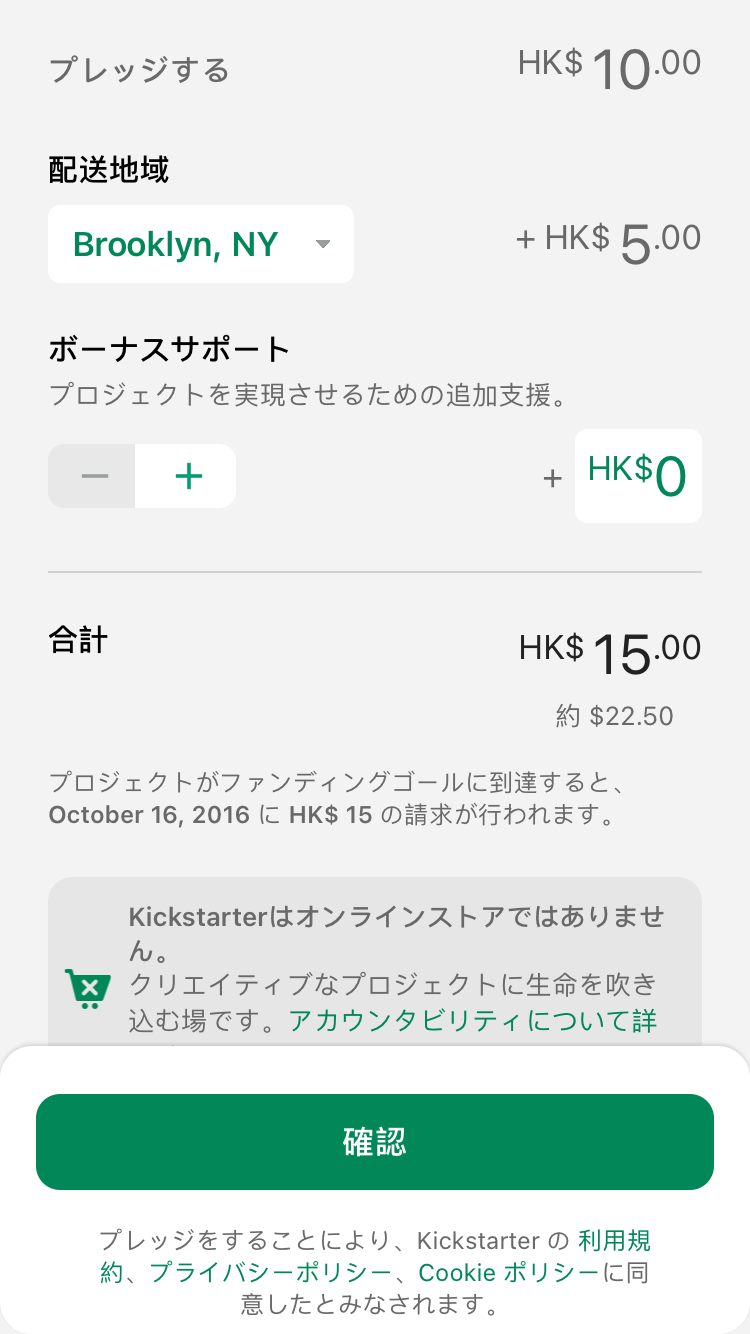 プレッジする HK$ 10.00
配送地域
Brooklyn, NY + HK$ 5.00
ボーナスサポート
プロジェクトを実現させるための追加支援。
− + + HK$0
合計 HK$ 15.00
約 $22.50
プロジェクトがファンディングゴールに到達すると、
October 16, 2016 に HK$ 15 の請求が行われます。
Kickstarterはオンラインストアではありませ
ん。
クリエイティブなプロジェクトに生命を吹き
込む場です。アカウンタビリティについて詳
確認
プレッジをすることにより、Kickstarter の 利用規
約、プライバシーポリシー、Cookie ポリシーに同
意したとみなされます。